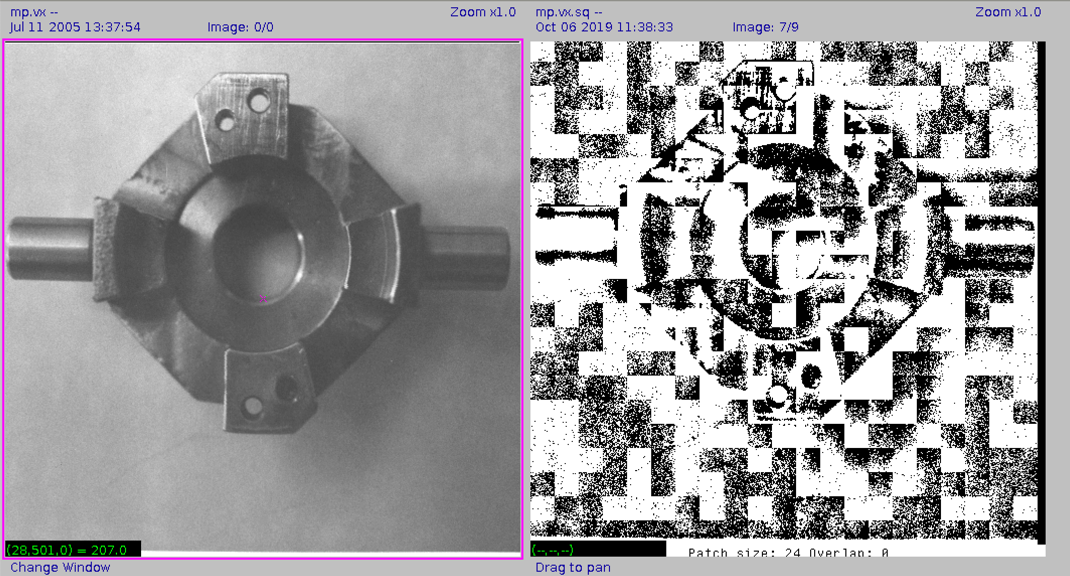 mp.vx --
Jul 11 2005 13:37:54 Image: 0/0
Zoom x1.0
(28,501,0) = 207.0
Change Window
mp.vx.sq --
Oct 06 2019 11:38:33 Image: 7/9
Zoom x1.0
(--,--,--)
Patch size: 24 Overlap: 0
Drag to pan